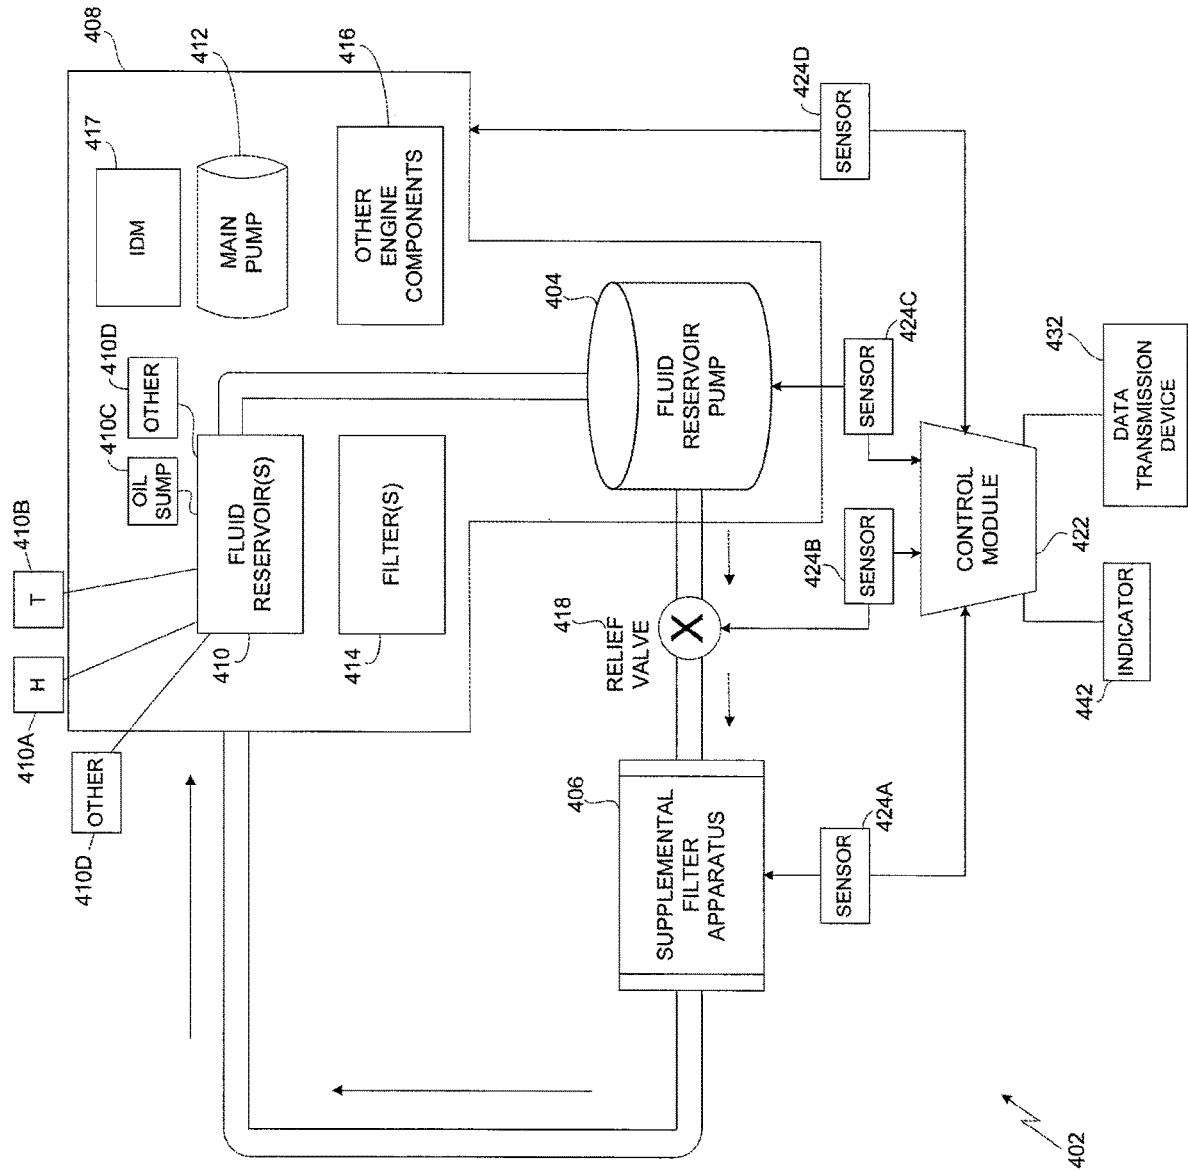 408
412
416
417
IDM
MAIN
PUMP
OTHER
ENGINE
COMPONENTS
424D
SENSOR
410D
OTHER
410C
OIL
SUMP
410B
T
410A
H
FLUID
RESERVOIR(S)
410
FILTER(S)
414
OTHER
410D
404
FLUID
RESERVOIR
PUMP
424C
SENSOR
432
DATA
TRANSMISSION
DEVICE
CONTROL
MODULE
422
424B
SENSOR
418
RELIEF
VALVE
X
INDICATOR
442
406
SUPPLEMENTAL
FILTER
APPARATUS
424A
SENSOR
402